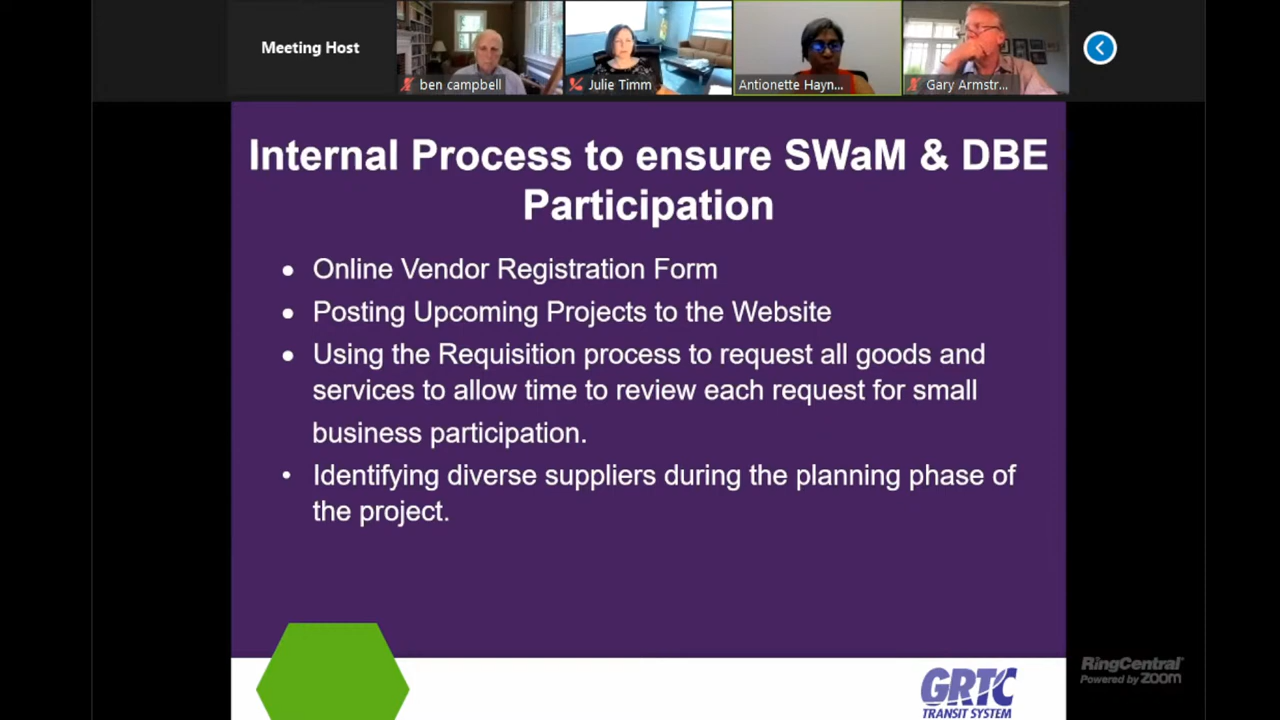 Meeting Host
ben campbell
Julie Timm
Antionette Hayn...
Gary Armstr...
Internal Process to ensure SWaM & DBE
Participation
● Online Vendor Registration Form
● Posting Upcoming Projects to the Website
● Using the Requisition process to request all goods and
services to allow time to review each request for small
business participation.
• Identifying diverse suppliers during the planning phase of
the project.
GRTC
TRANSIT SYSTEM
RingCentral
Powered by zoom